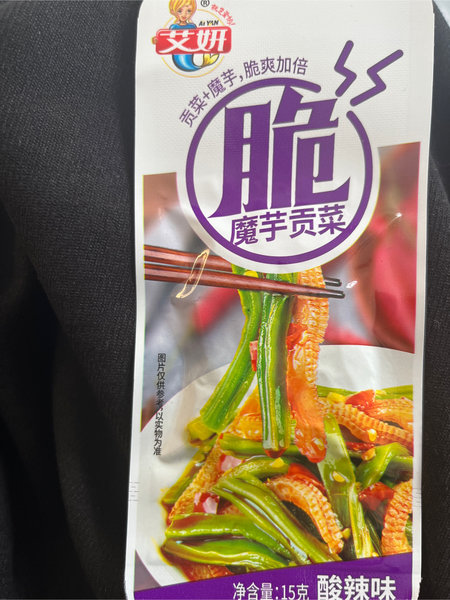 ®
AI YAN
艾妍
贡菜+魔芋,脆爽加倍
脆
魔芋贡菜
图片仅供参考,以实物为准
净含量:15克 酸辣味